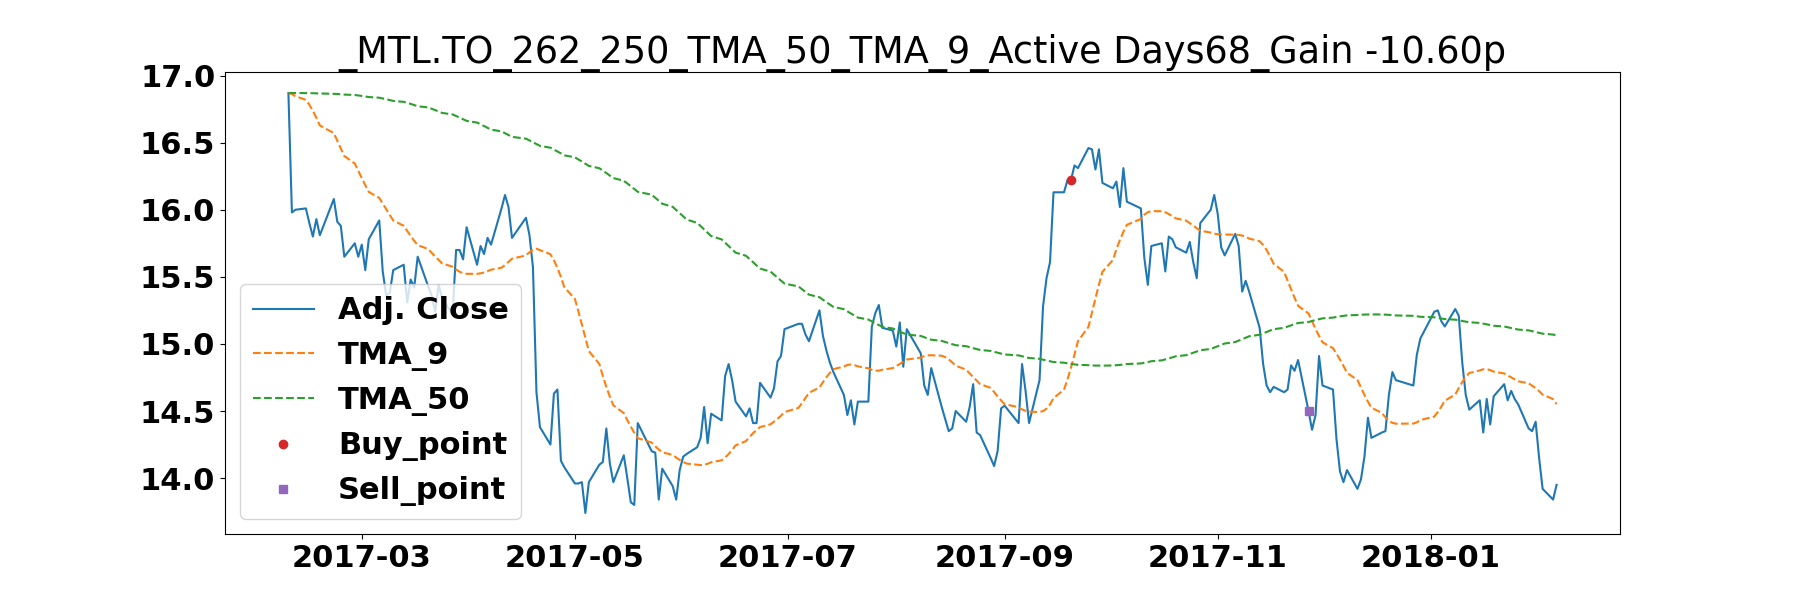 _MTL.TO_262_250_TMA_50_TMA_9_Active Days68_Gain -10.60p
17.0
16.5
16.0
15.5
15.0
14.5
14.0
Adj. Close
TMA_9
TMA_50
Buy_point
Sell_point
2017-03 2017-05 2017-07 2017-09 2017-11 2018-01